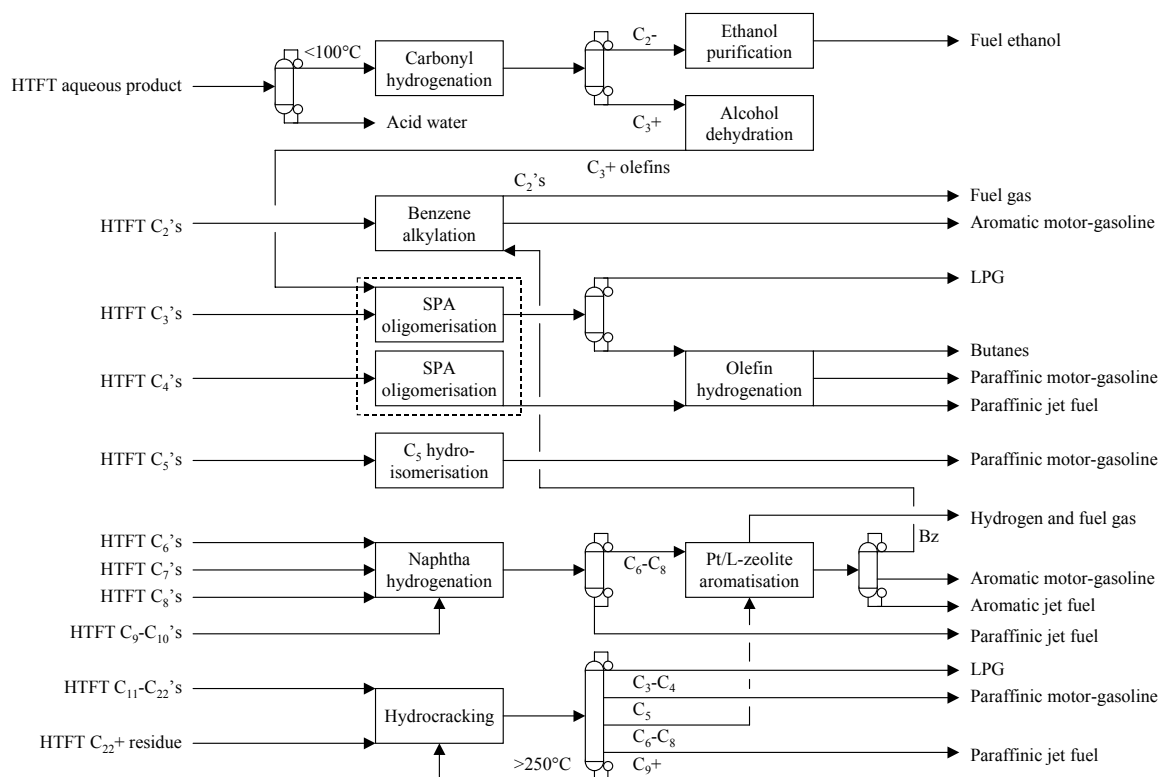 HTFT aqueous product
<100°C
Carbonyl
hydrogenation
Acid water
C₂-
C₃+
Ethanol
purification
Fuel ethanol
Alcohol
dehydration
C₃+ olefins
HTFT C₂’s
Benzene
alkylation
C₂’s
Fuel gas
Aromatic motor-gasoline
HTFT C₃’s
SPA
oligomerisation
LPG
HTFT C₄’s
SPA
oligomerisation
Olefin
hydrogenation
Butanes
Paraffinic motor-gasoline
Paraffinic jet fuel
HTFT C₅’s
C₅ hydro-
isomerisation
Paraffinic motor-gasoline
HTFT C₆’s
HTFT C₇’s
HTFT C₈’s
HTFT C₉-C₁₀’s
Naphtha
hydrogenation
C₆-C₈
Pt/L-zeolite
aromatisation
Hydrogen and fuel gas
Bz
Aromatic motor-gasoline
Aromatic jet fuel
Paraffinic jet fuel
HTFT C₁₁-C₂₂’s
HTFT C₂₂+ residue
Hydrocracking
>250°C
LPG
C₃-C₄
Paraffinic motor-gasoline
C₅
C₆-C₈
Paraffinic jet fuel
C₉+